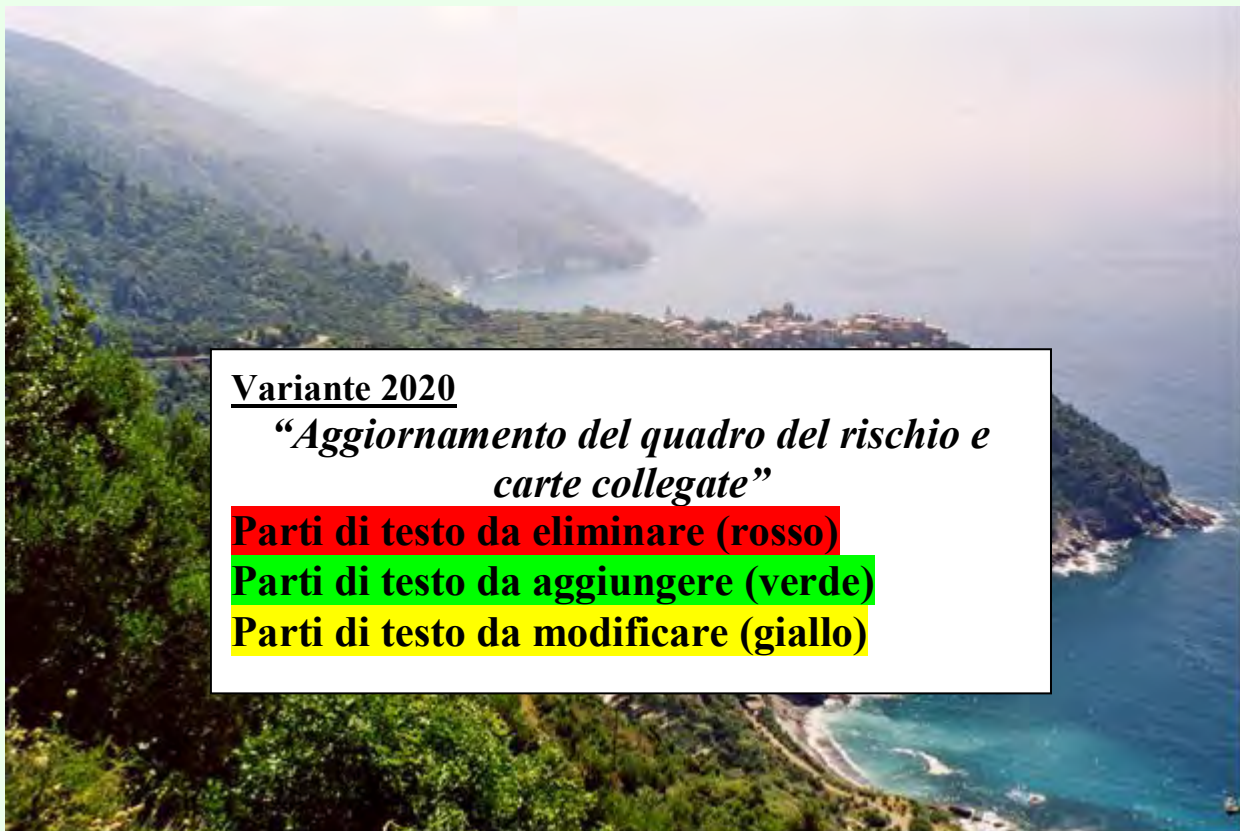 Variante 2020
“Aggiornamento del quadro del rischio e
carte collegate”
Parti di testo da eliminare (rosso)
Parti di testo da aggiungere (verde)
Parti di testo da modificare (giallo)